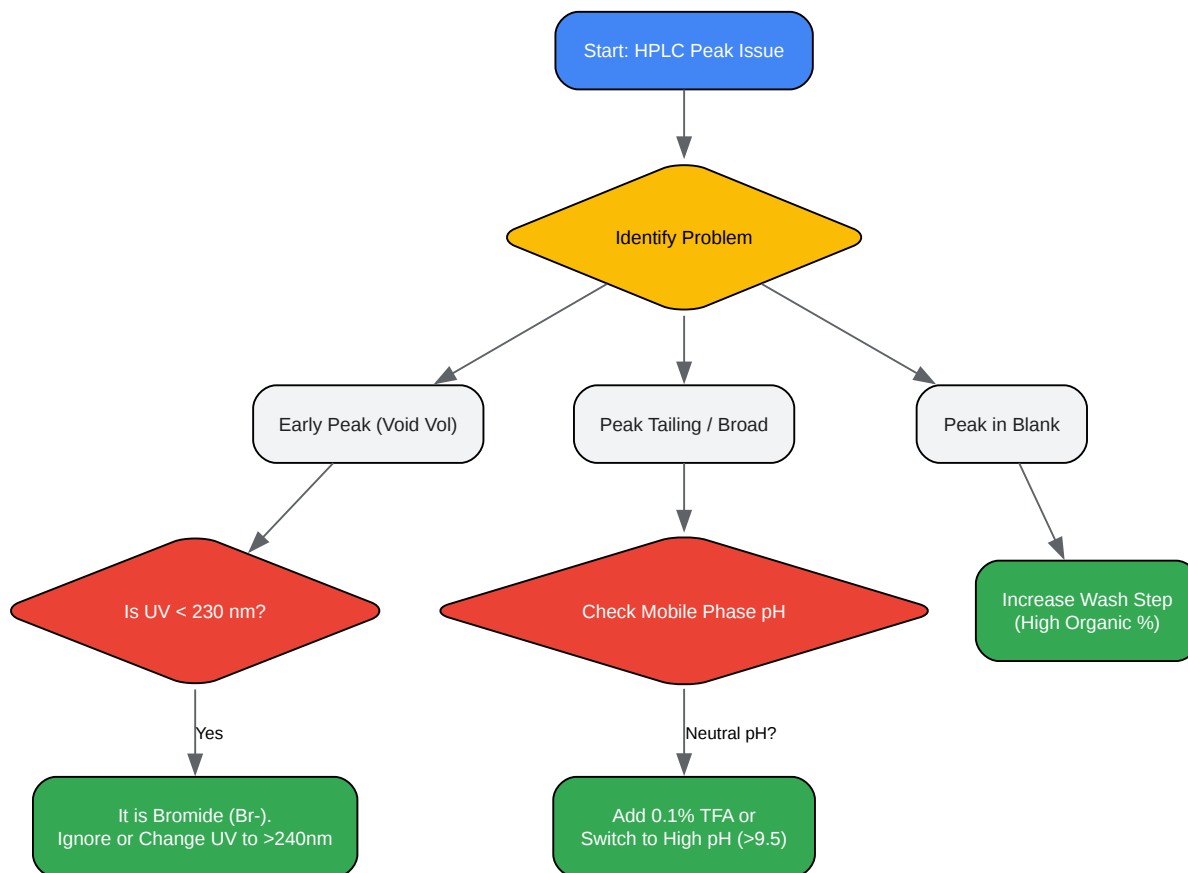 Start: HPLC Peak Issue
Identify Problem
Early Peak (Void Vol)
Peak Tailing / Broad
Peak in Blank
Is UV < 230 nm?
Check Mobile Phase pH
Increase Wash Step
(High Organic %)
Yes
Neutral pH?
It is Bromide (Br-).
Ignore or Change UV to >240nm
Add 0.1% TFA or
Switch to High pH (>9.5)